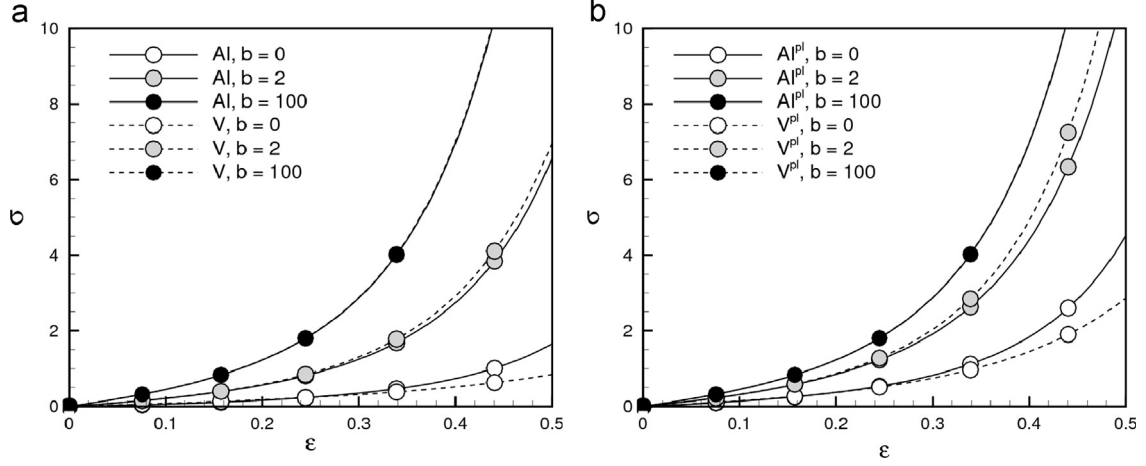 a
10
8
6
4
2
0
σ
Al, b = 0
Al, b = 2
Al, b = 100
V, b = 0
V, b = 2
V, b = 100
0
0.1
0.2
0.3
0.4
0.5
ε
b
10
8
6
4
2
0
σ
Al^pl, b = 0
Al^pl, b = 2
Al^pl, b = 100
V^pl, b = 0
V^pl, b = 2
V^pl, b = 100
0
0.1
0.2
0.3
0.4
0.5
ε